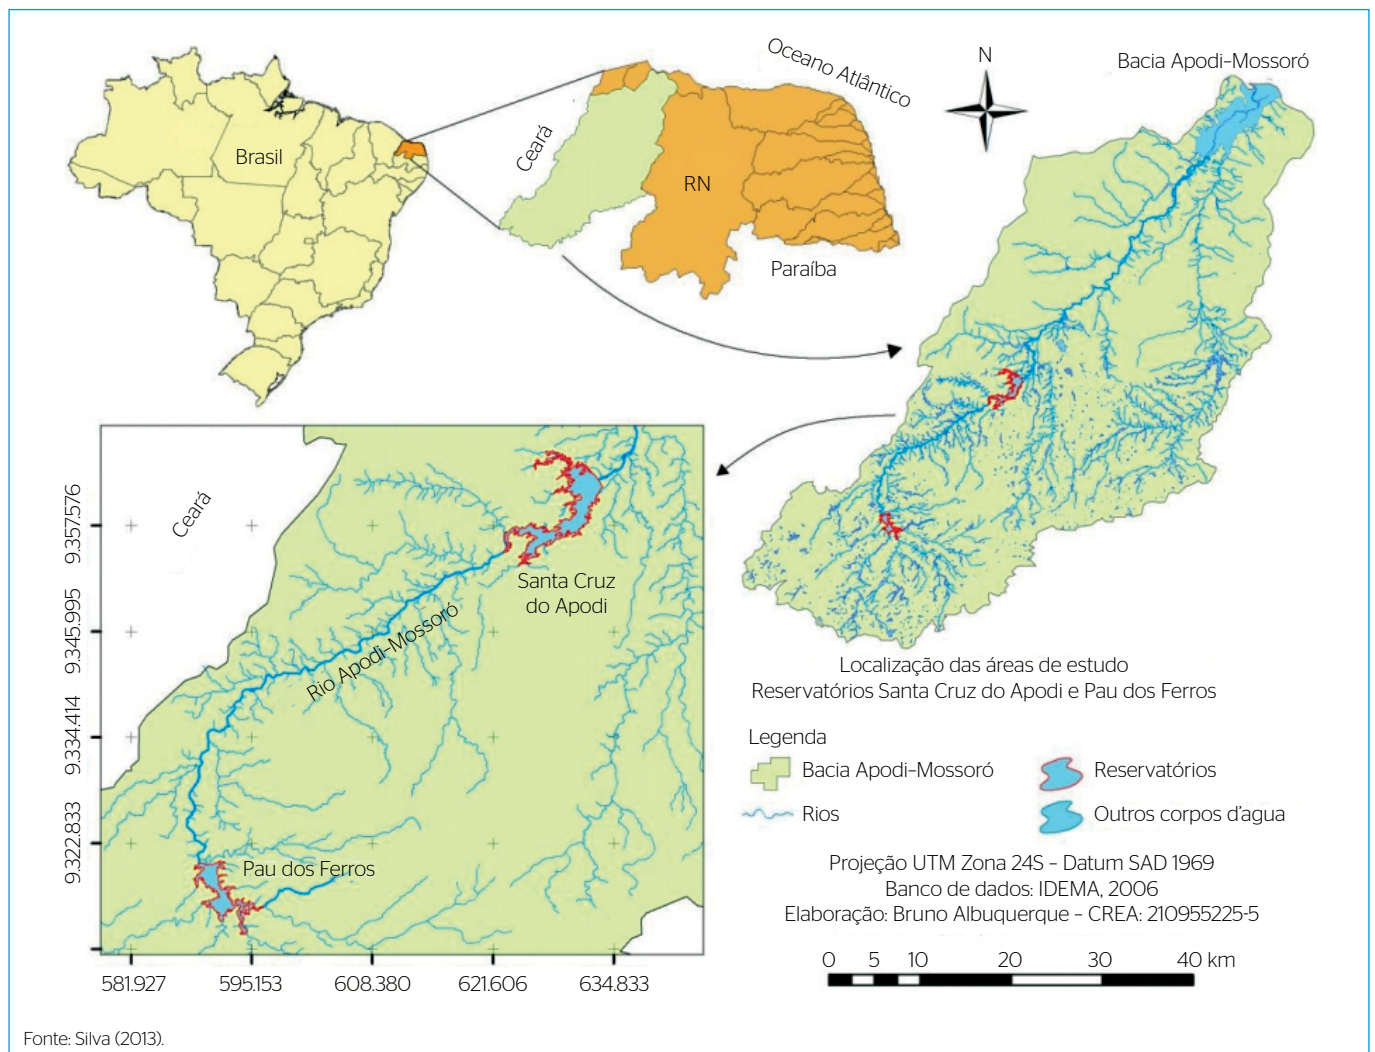 Brasil
Ceará
RN
Oceano Atlântico
Paraíba
N
Bacia Apodi-Mossoró
Ceará
Santa Cruz
do Apodi
Rio Apodi-Mossoró
Pau dos Ferros
9.357.576
9.345.995
9.334.414
9.322.833
581.927
595.153
608.380
621.606
634.833
Localização das áreas de estudo
Reservatórios Santa Cruz do Apodi e Pau dos Ferros
Legenda
Bacia Apodi-Mossoró
Reservatórios
Rios
Outros corpos d'agua
Projeção UTM Zona 24S - Datum SAD 1969
Banco de dados: IDEMA, 2006
Elaboração: Bruno Albuquerque - CREA: 210955225-5
0 5 10 20 30 40 km
Fonte: Silva (2013).